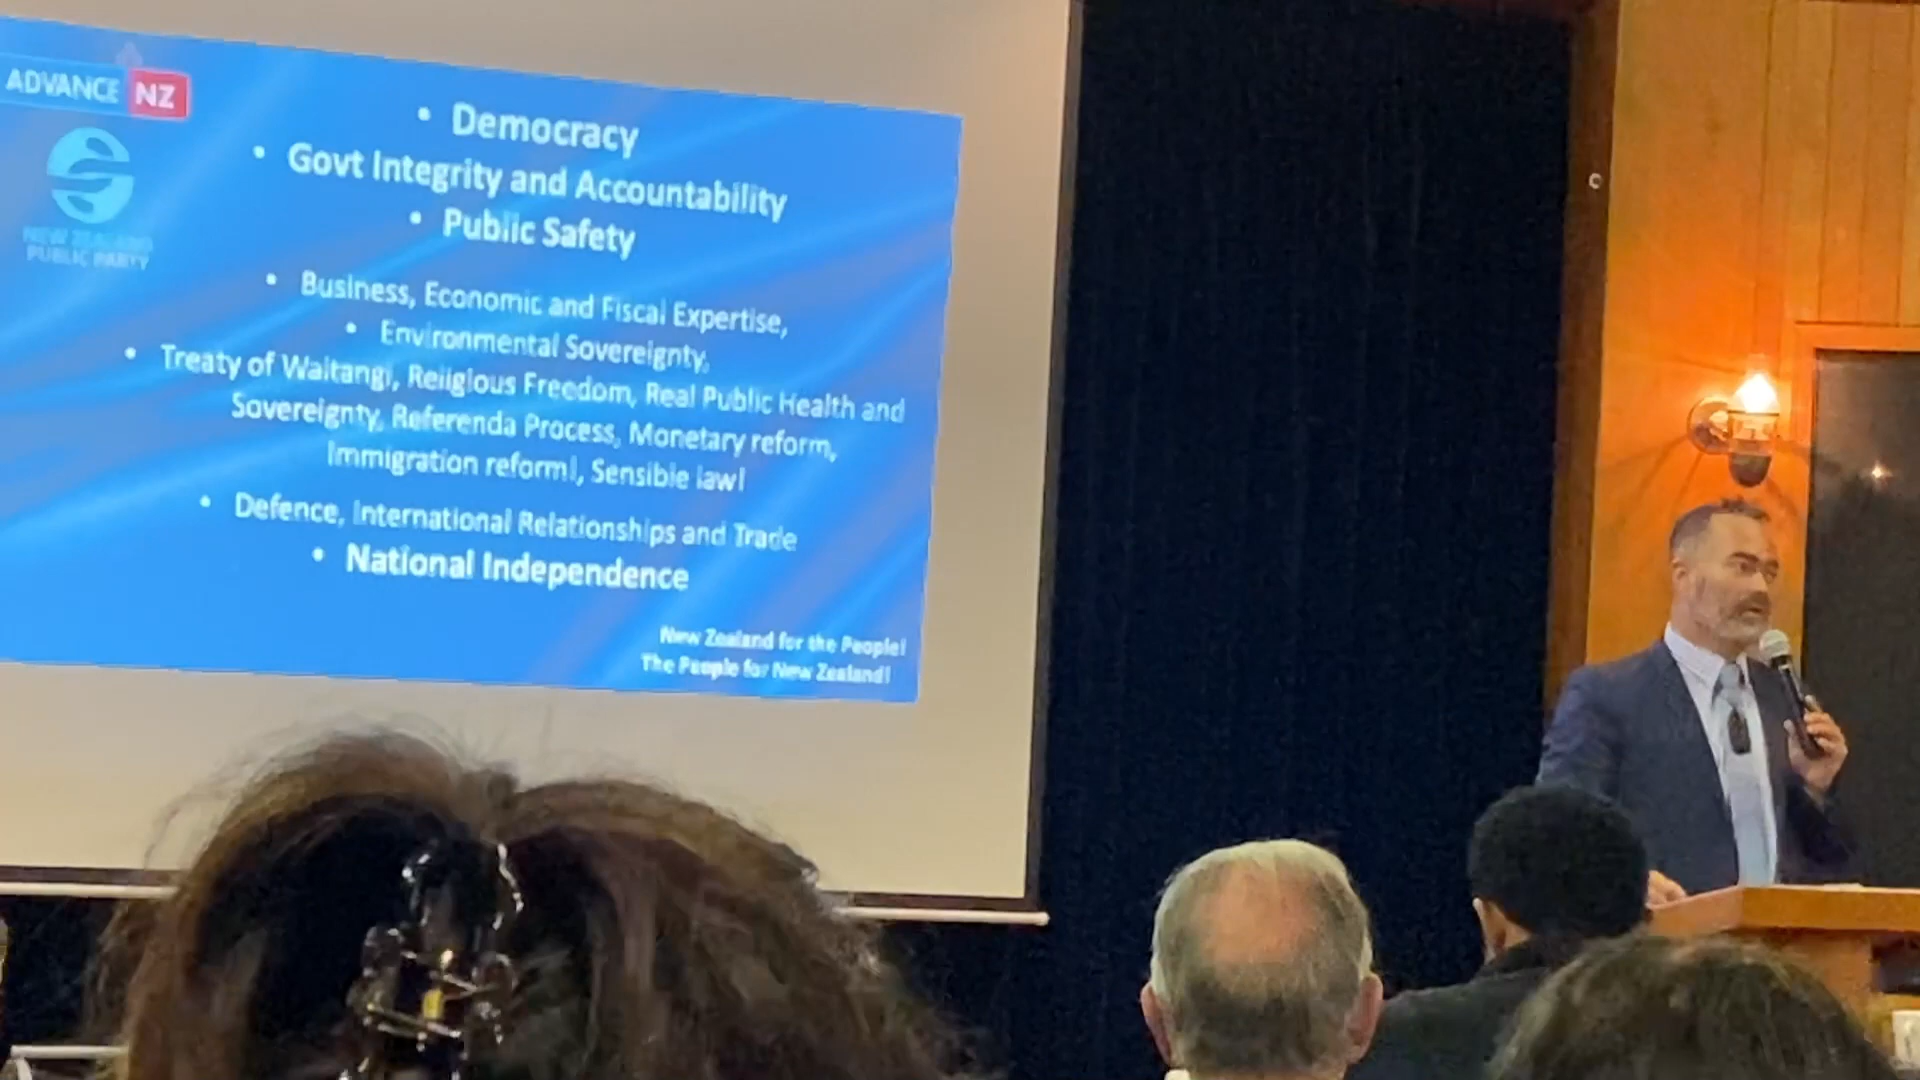 ADVANCE NZ
NEW ZEALAND
PUBLIC PARTY
• Democracy
• Govt Integrity and Accountability
• Public Safety
• Business, Economic and Fiscal Expertise,
• Environmental Sovereignty,
• Treaty of Waitangi, Religious Freedom, Real Public Health and
Sovereignty, Referenda Process, Monetary reform,
Immigration reform!, Sensible law!
• Defence, International Relationships and Trade
• National Independence
New Zealand for the People!
The People for New Zealand!